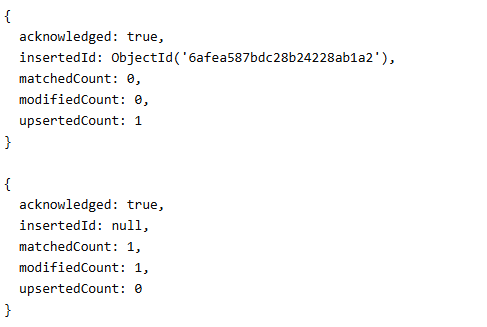 {
  acknowledged: true,
  insertedId: ObjectId('6afea587bdc28b24228ab1a2'),
  matchedCount: 0,
  modifiedCount: 0,
  upsertedCount: 1
}

{
  acknowledged: true,
  insertedId: null,
  matchedCount: 1,
  modifiedCount: 1,
  upsertedCount: 0
}